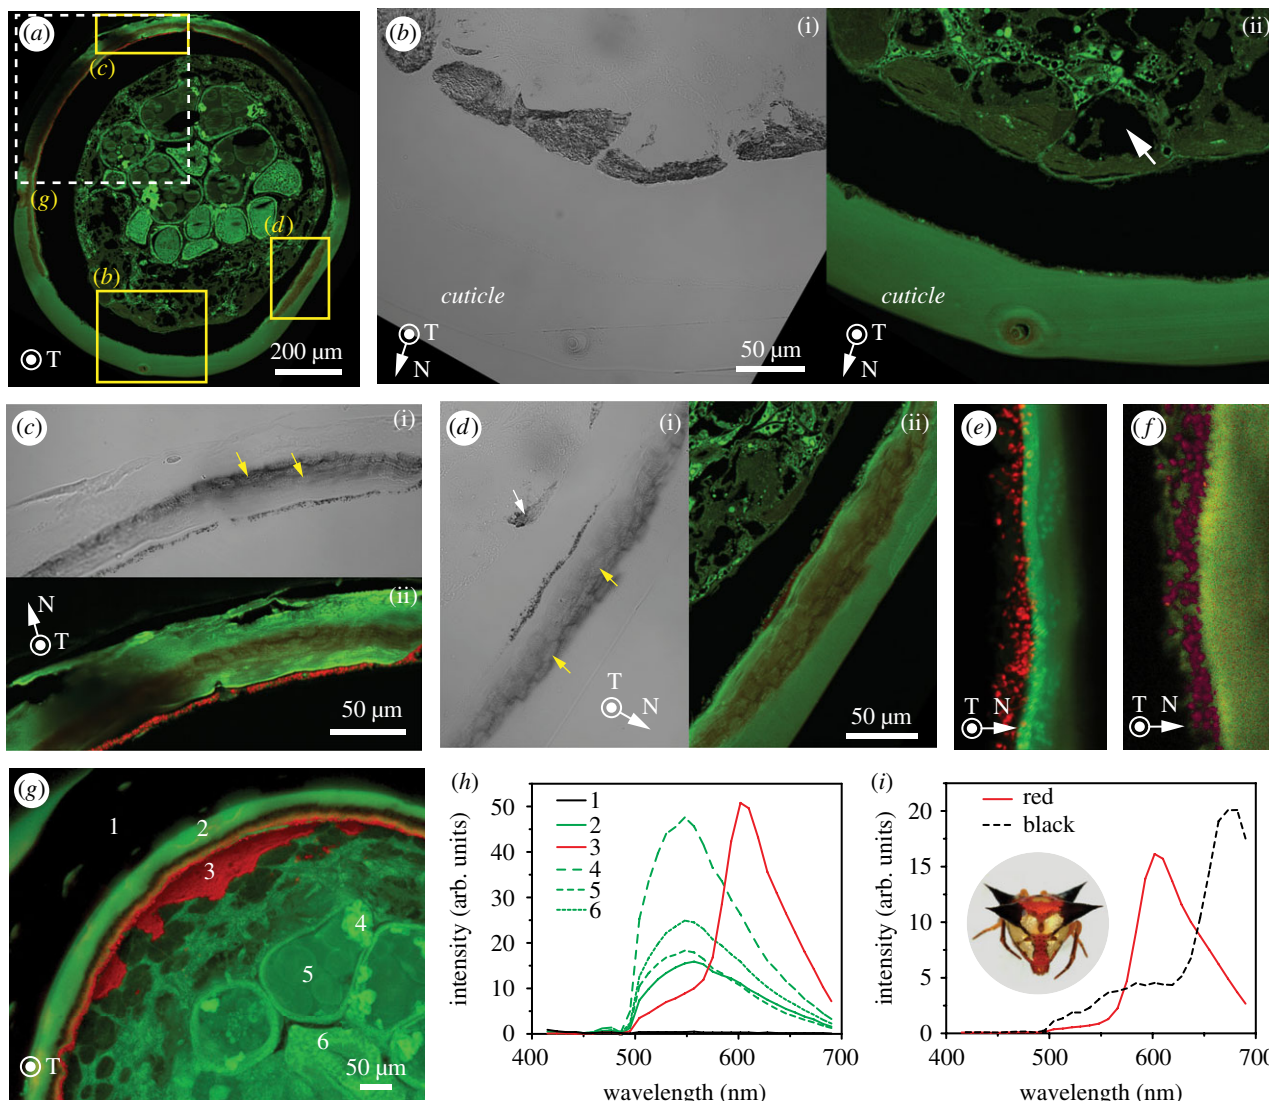 (a)
(c)
(g)
(d)
(b)
T
200 µm
(b)
(i)
(ii)
cuticle
cuticle
T
N
50 µm
(c)
(i)
(ii)
N
T
50 µm
(d)
(i)
(ii)
T
N
50 µm
(e)
T N
(f)
T N
(g)
1
2
3
4
5
6
T
50 µm
(h)
intensity (arb. units)
50
40
30
20
10
0
1
2
3
4
5
6
400 500 600 700
wavelength (nm)
(i)
intensity (arb. units)
20
15
10
5
0
red
black
400 500 600 700
wavelength (nm)